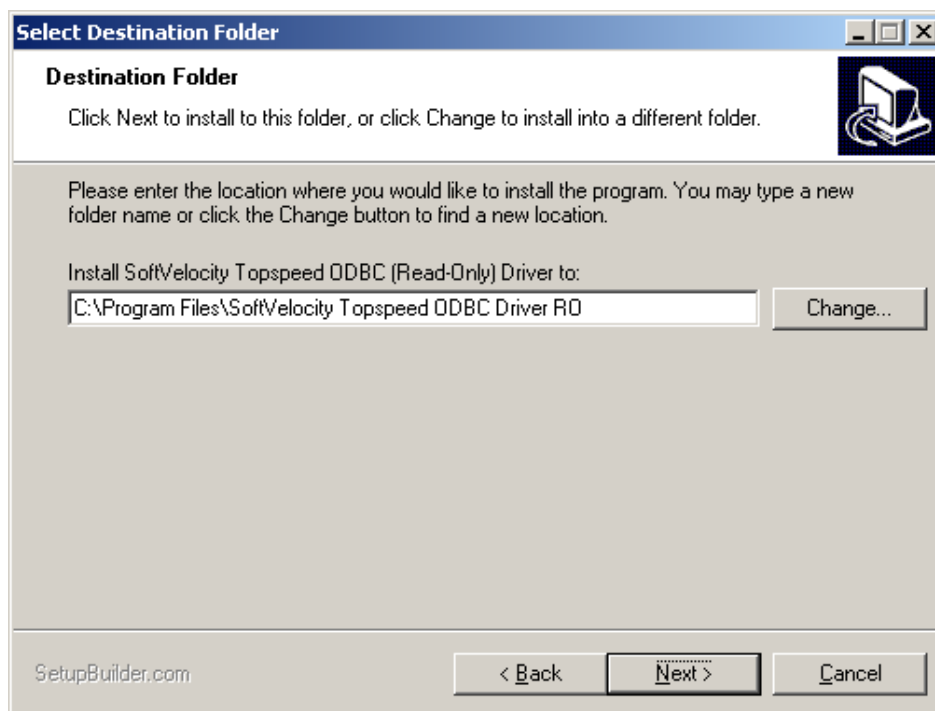 Select Destination Folder
Destination Folder
Click Next to install to this folder, or click Change to install into a different folder.
Please enter the location where you would like to install the program. You may type a new
folder name or click the Change button to find a new location.
Install SoftVelocity Topspeed ODBC (Read-Only) Driver to:
C:\Program Files\SoftVelocity Topspeed ODBC Driver RO
Change...
SetupBuilder.com
< Back
Next >
Cancel